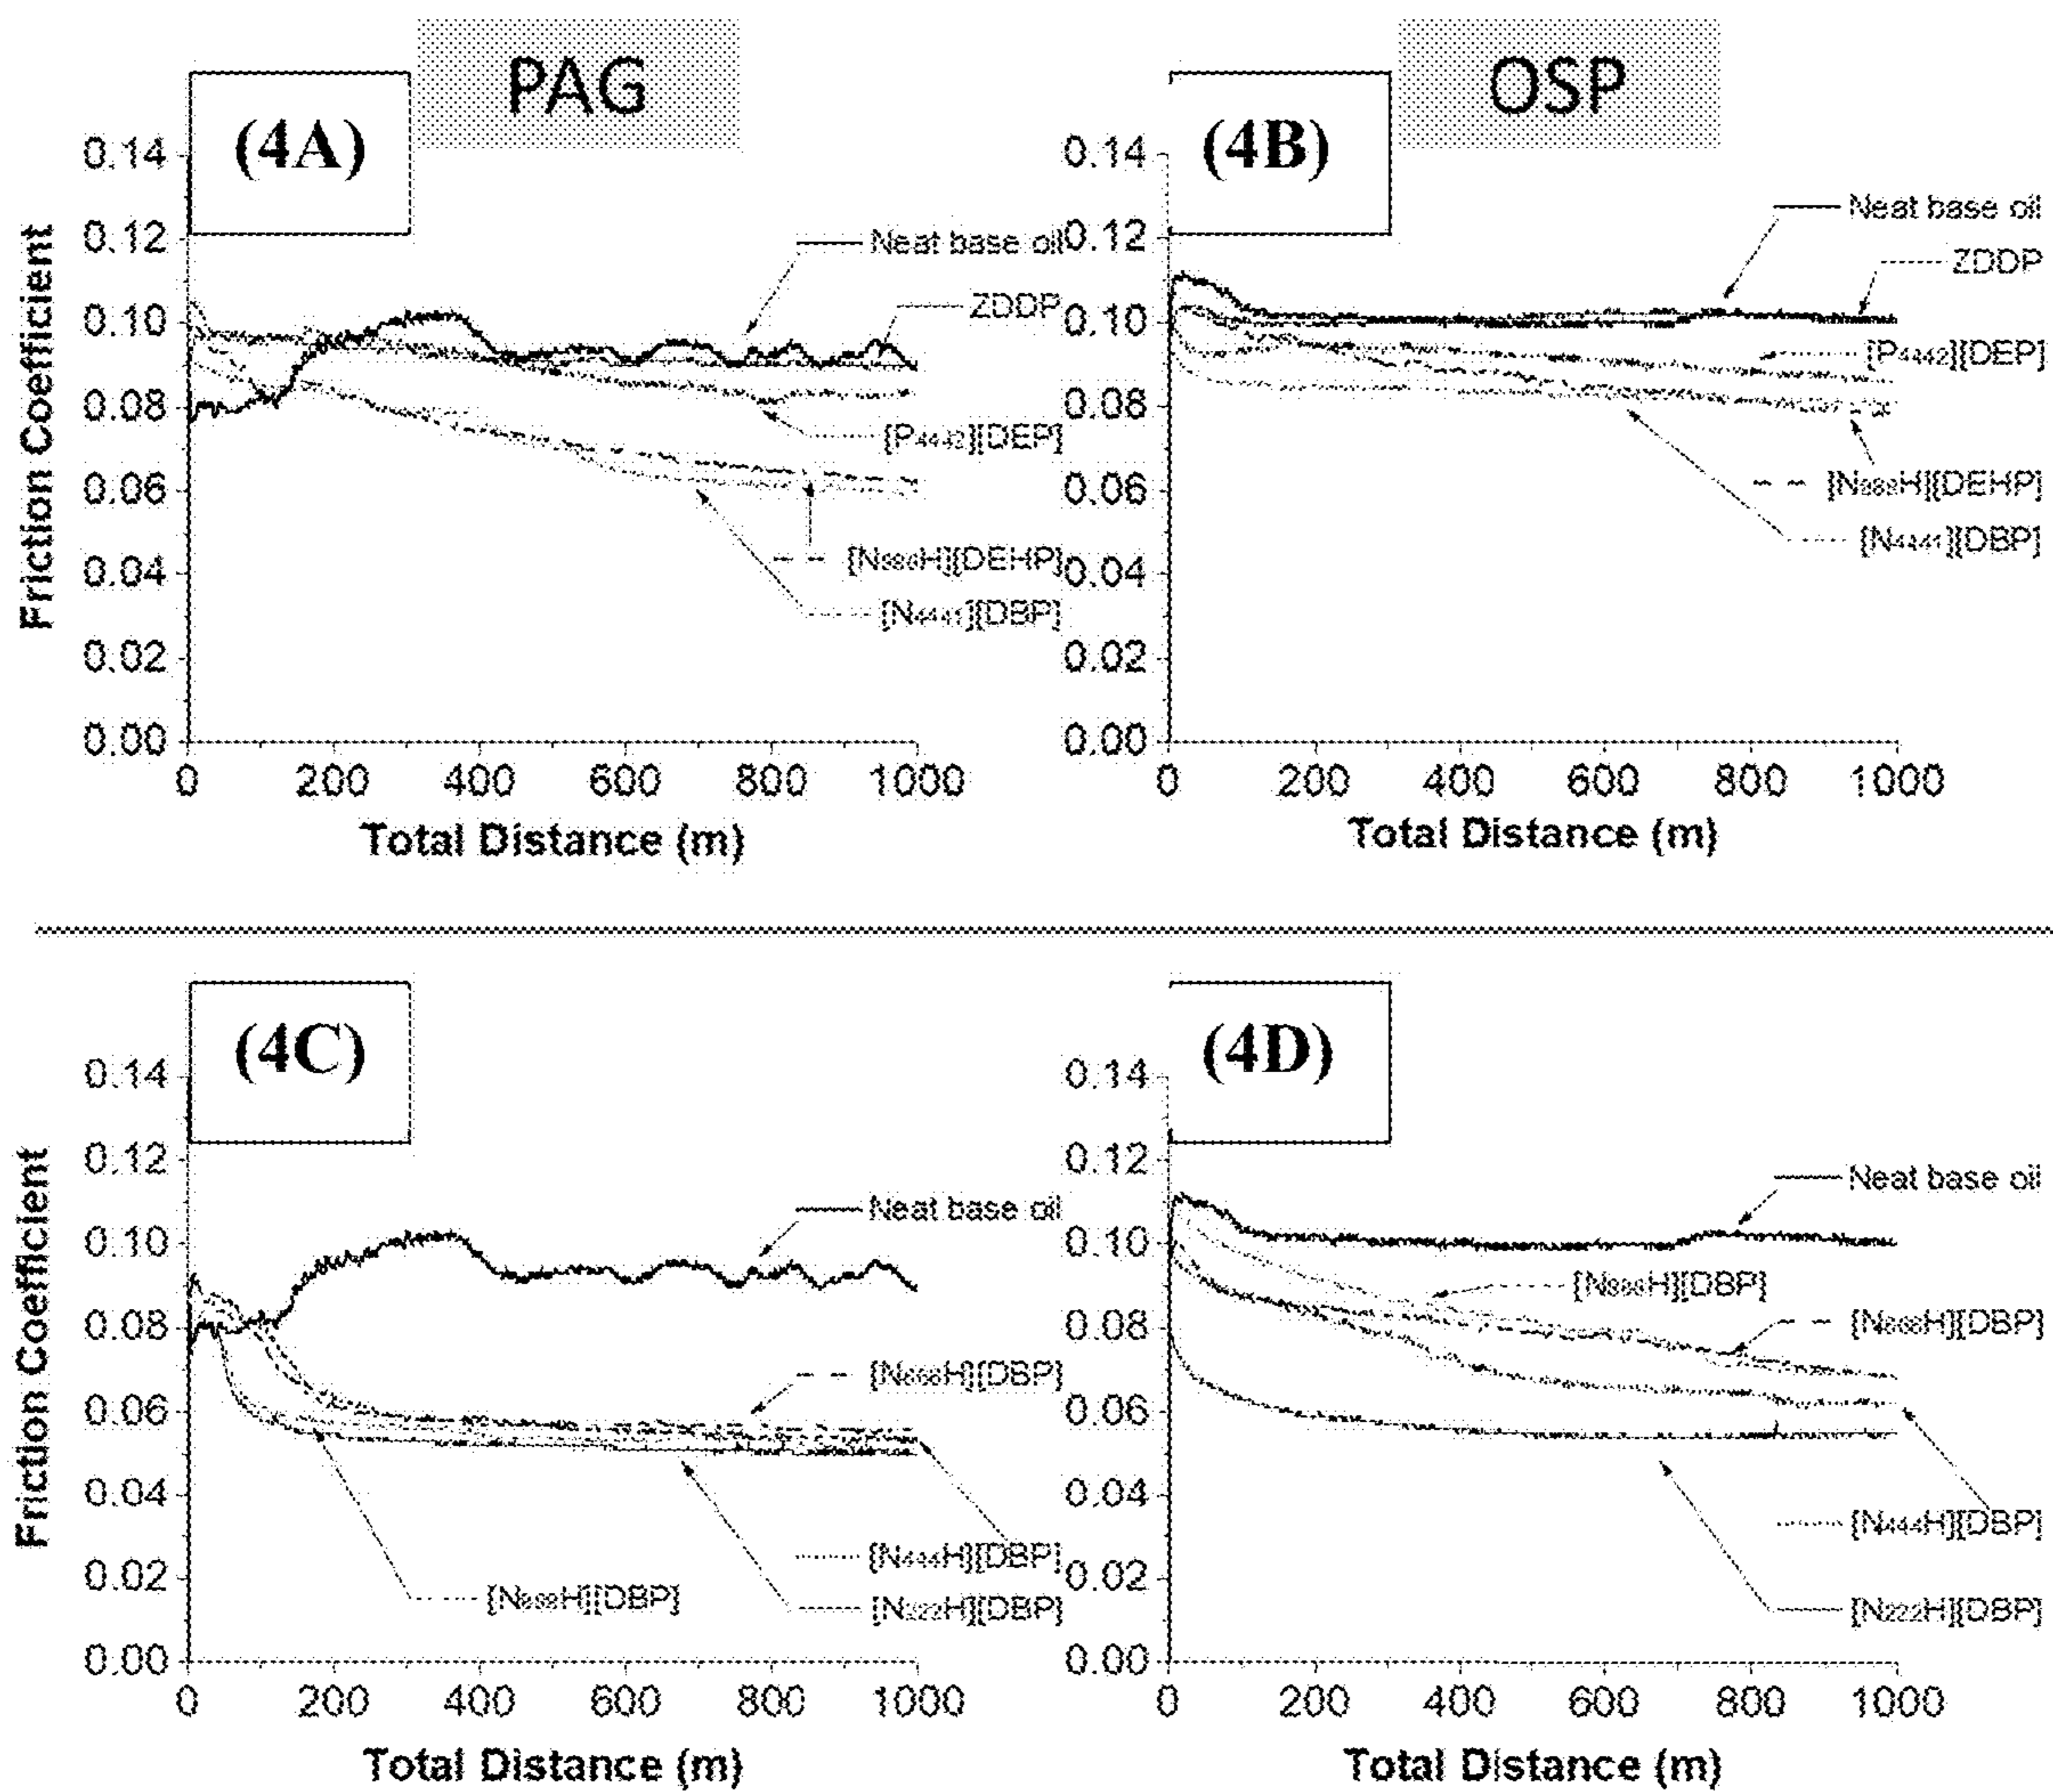 PAG
OSP
(4A)
(4B)
0.14
0.12
0.10
0.08
0.06
0.04
0.02
0.00
Friction Coefficient
Neat base oil
ZDDP
[P4442][DEP]
[DEHP]
[N4441][DBP]
0 200 400 600 800 1000
Total Distance (m)
0.14
0.12
0.10
0.08
0.06
0.04
0.02
0.00
Neat base oil
ZDDP
[P4442][DEP]
[DEHP]
[N4441][DBP]
0 200 400 600 800 1000
Total Distance (m)
(4C)
(4D)
0.14
0.12
0.10
0.08
0.06
0.04
0.02
0.00
Friction Coefficient
Neat base oil
[DBP]
[N444H][DBP]
[DBP]
[N222H][DBP]
0 200 400 600 800 1000
Total Distance (m)
0.14
0.12
0.10
0.08
0.06
0.04
0.02
0.00
Neat base oil
[DBP]
[DBP]
[N444H][DBP]
[N222H][DBP]
0 200 400 600 800 1000
Total Distance (m)